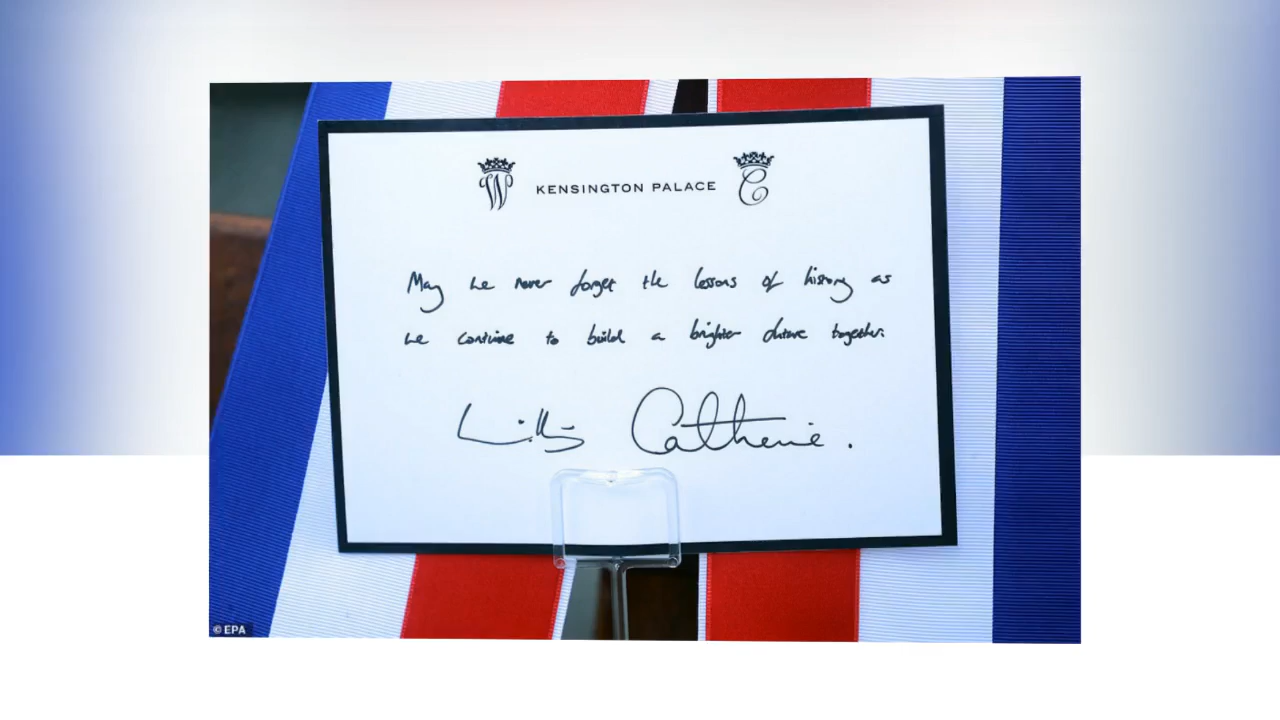 W KENSINGTON PALACE C
May we never forget the lessons of history as
we continue to build a brighter future together.
William Catherine.
© EPA